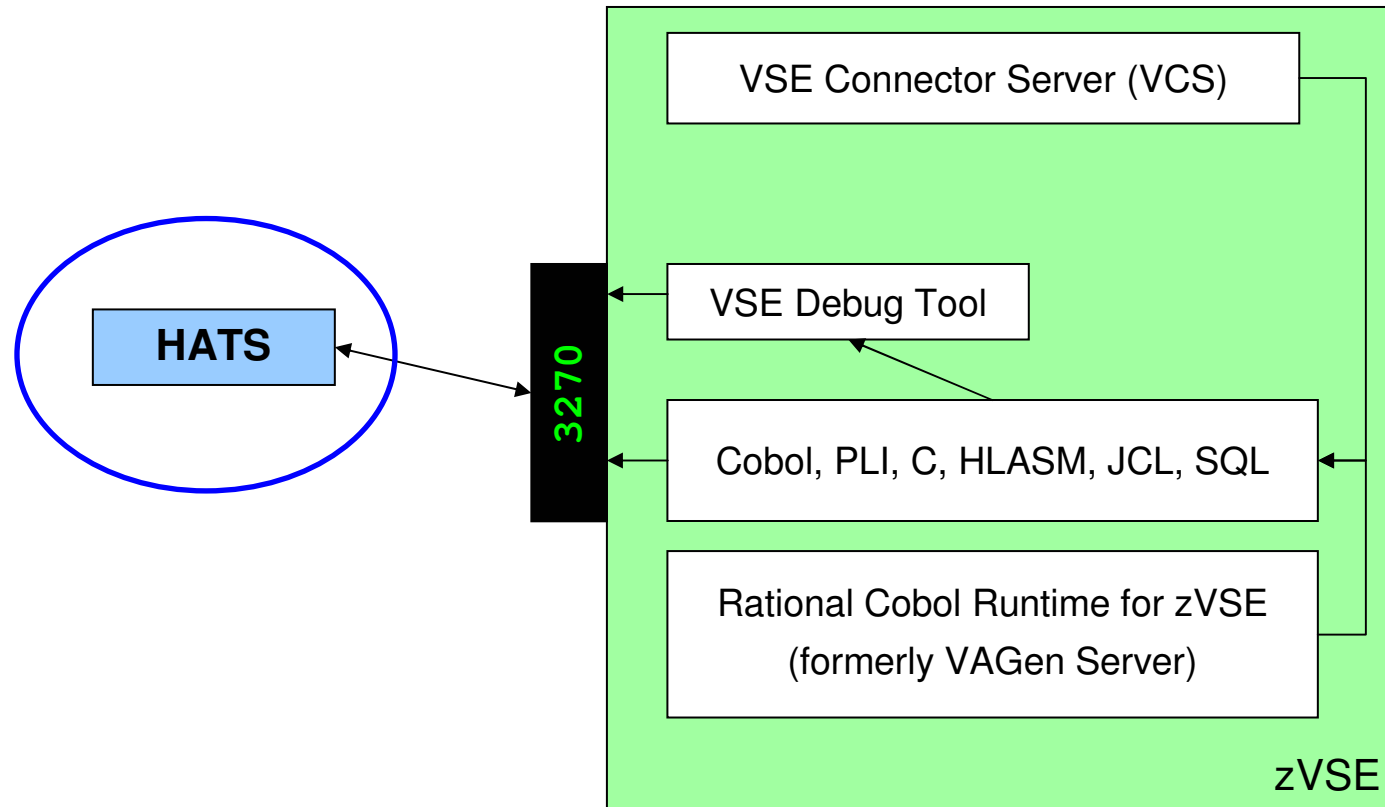 VSE Connector Server (VCS)
HATS
3270
VSE Debug Tool
Cobol, PLI, C, HLASM, JCL, SQL
Rational Cobol Runtime for zVSE
(formerly VAGen Server)
zVSE